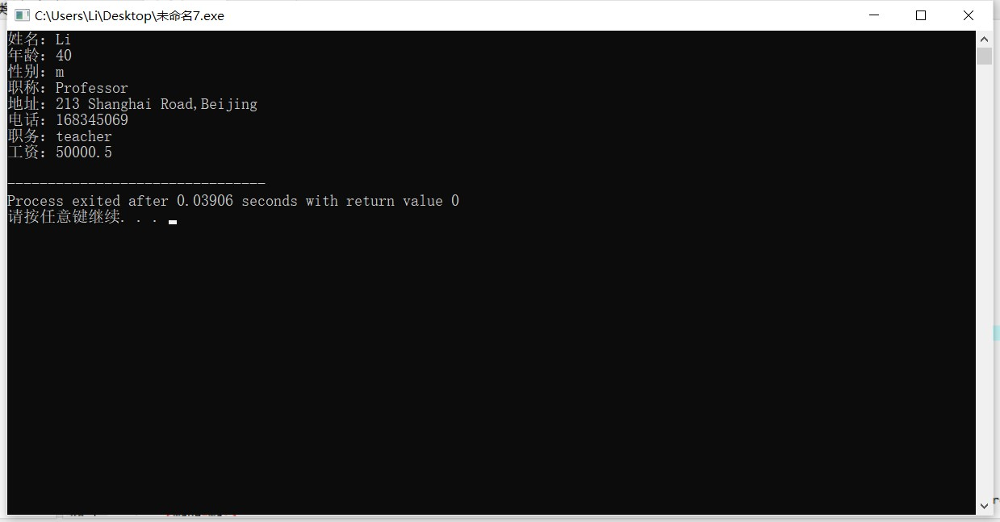 C:\Users\Li\Desktop\未命名7.exe
姓名：Li
年龄：40
性别：m
职称：Professor
地址：213 Shanghai Road,Beijing
电话：168345069
职务：teacher
工资：50000.5
--------------------------------
Process exited after 0.03906 seconds with return value 0
请按任意键继续. . .